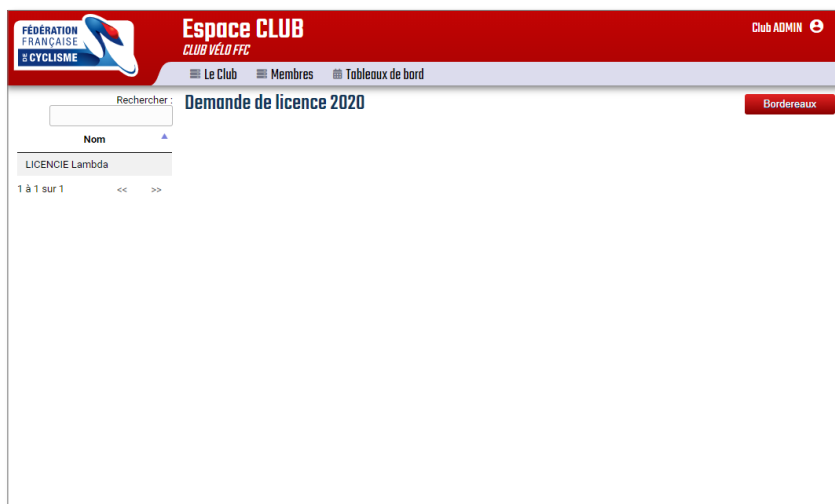 FÉDÉRATION
FRANÇAISE
DE CYCLISME
Espace CLUB
CLUB VÉLO FFC
Club ADMIN
Le Club Membres Tableaux de bord
Rechercher :
Demande de licence 2020
Bordereaux
Nom
LICENCIE Lambda
1 à 1 sur 1 << >>